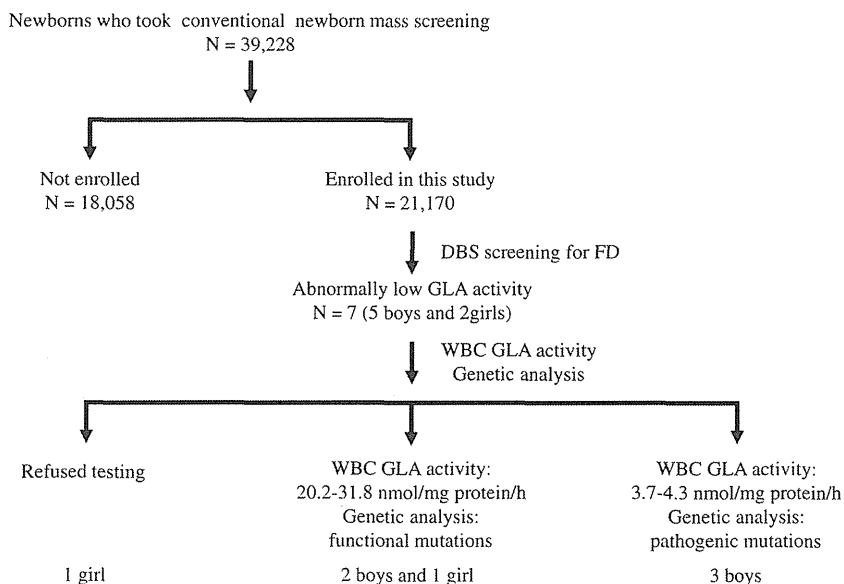 Newborns who took conventional newborn mass screening
N = 39,228
Not enrolled
N = 18,058
Enrolled in this study
N = 21,170
DBS screening for FD
Abnormally low GLA activity
N = 7 (5 boys and 2girls)
WBC GLA activity
Genetic analysis
Refused testing
1 girl
WBC GLA activity:
20.2-31.8 nmol/mg protein/h
Genetic analysis:
functional mutations
2 boys and 1 girl
WBC GLA activity:
3.7-4.3 nmol/mg protein/h
Genetic analysis:
pathogenic mutations
3 boys